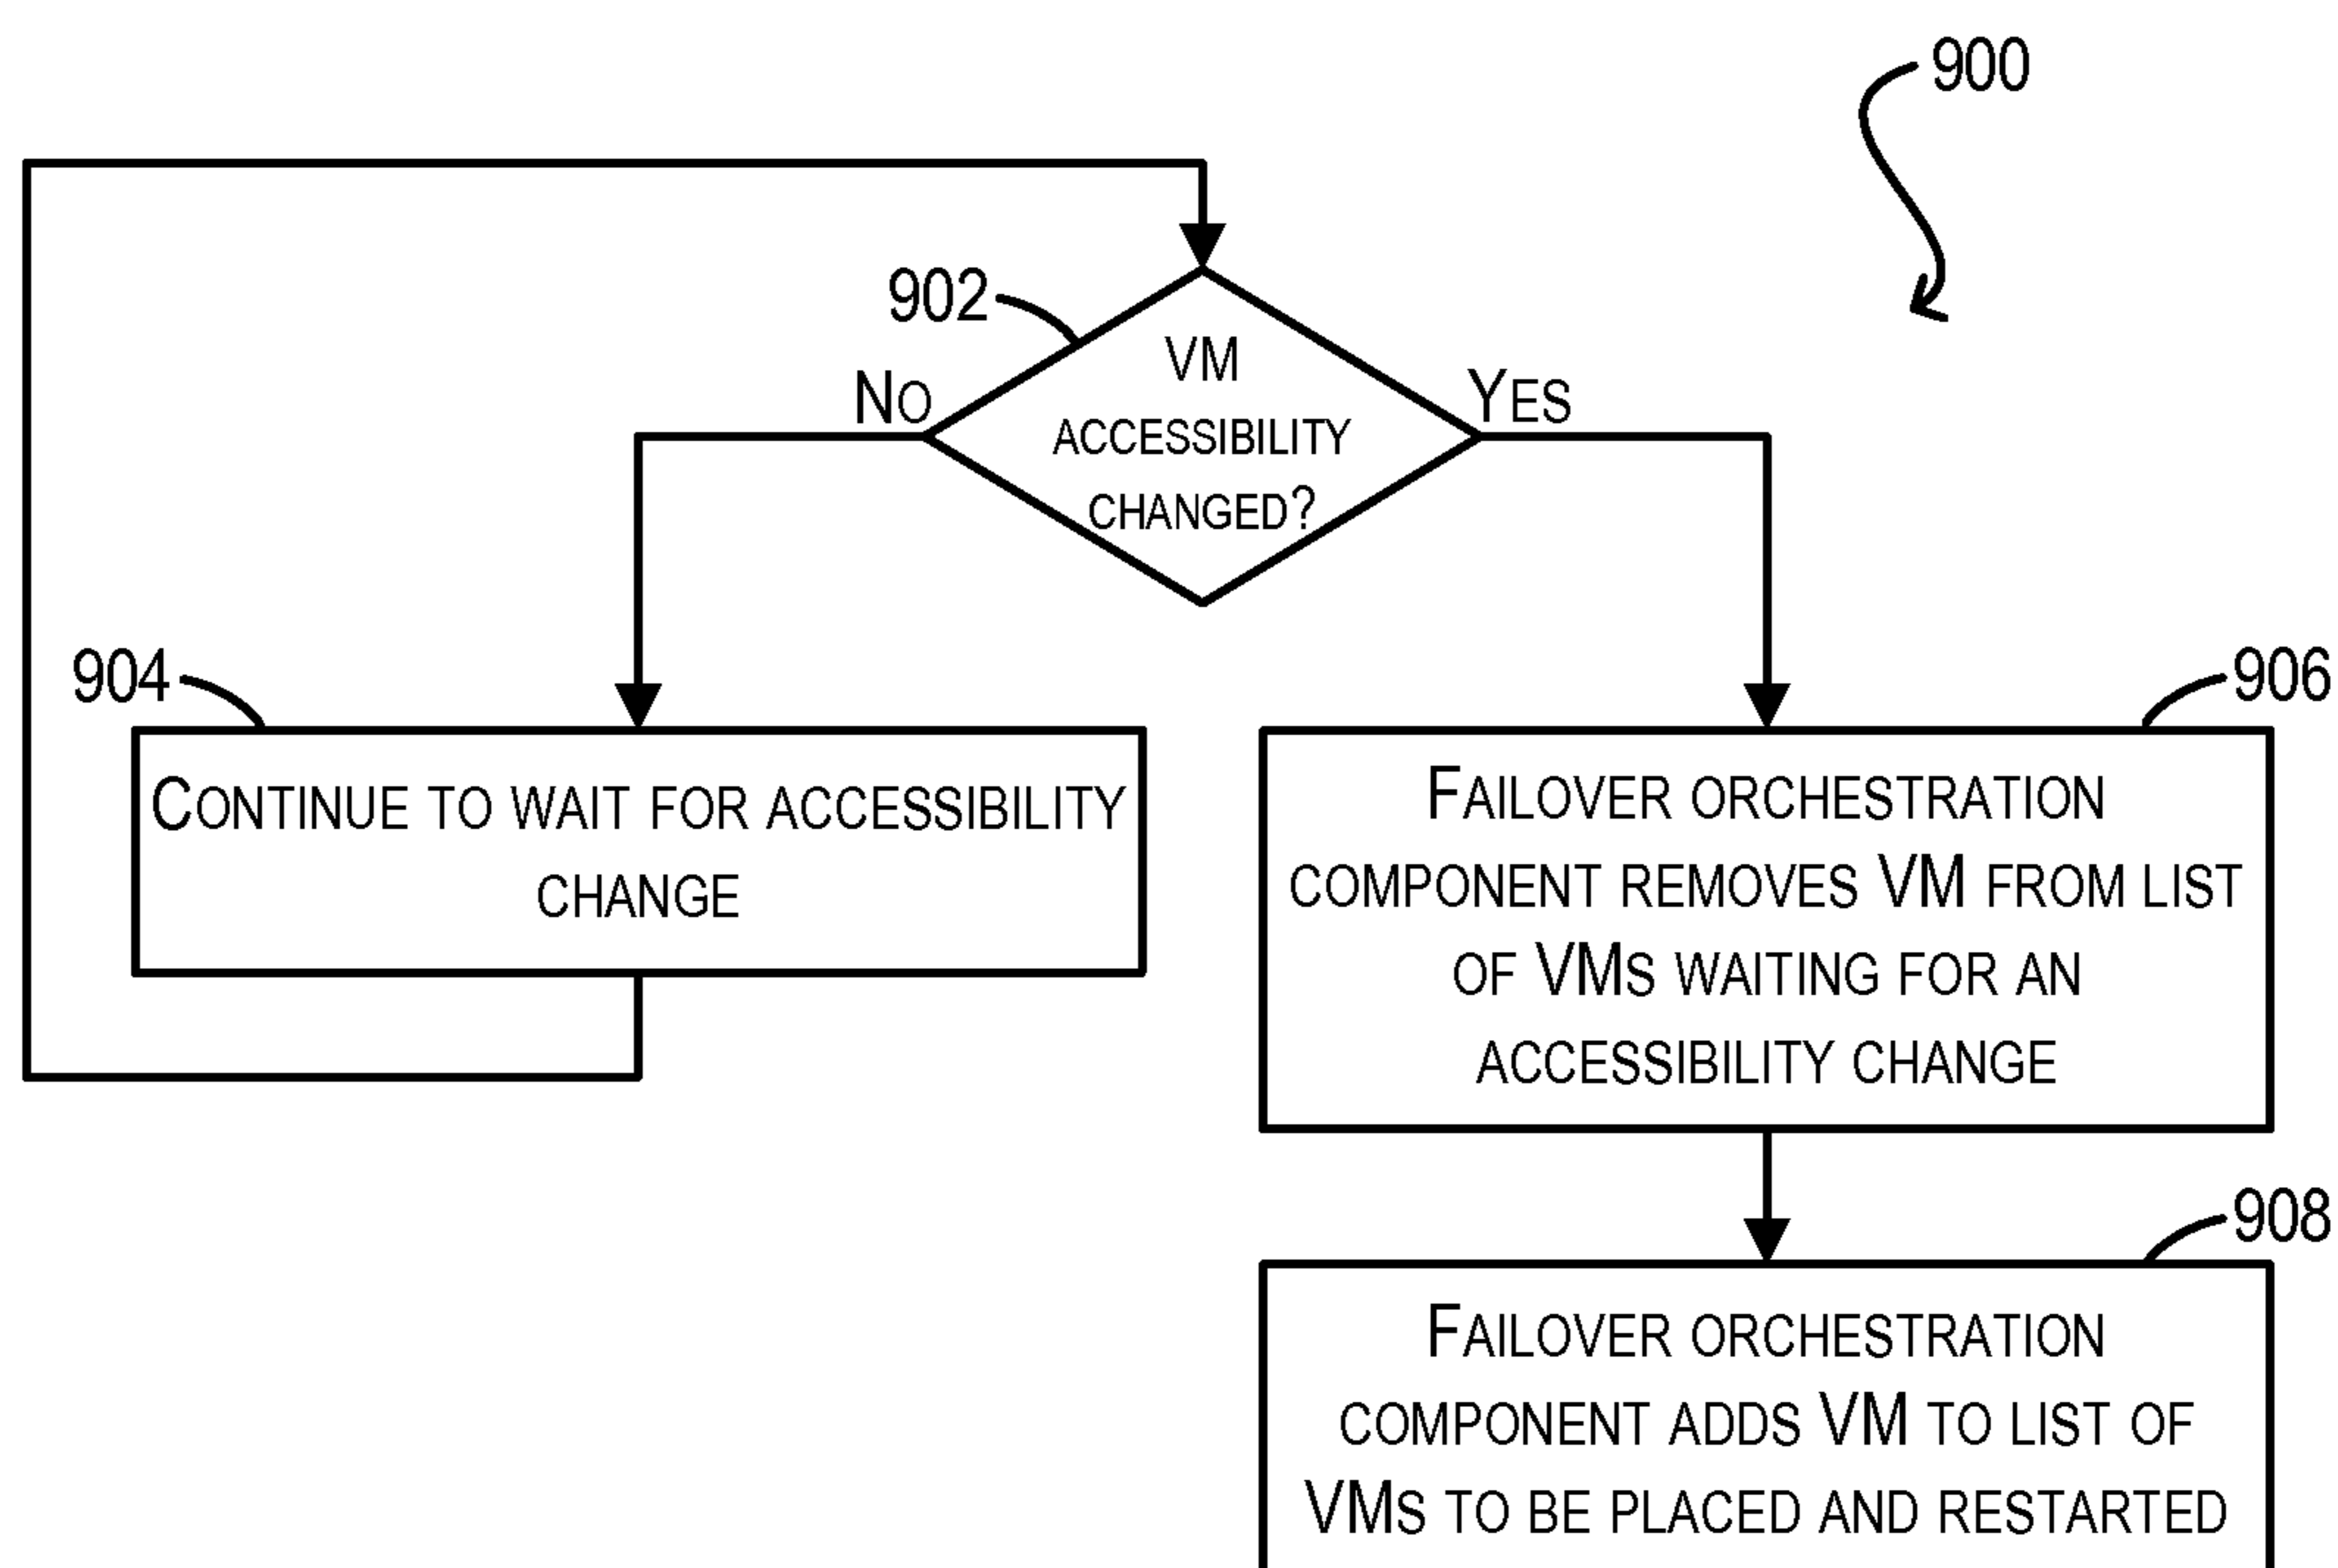 900
902
VM
ACCESSIBILITY
CHANGED?
NO
YES
904
CONTINUE TO WAIT FOR ACCESSIBILITY
CHANGE
906
FAILOVER ORCHESTRATION
COMPONENT REMOVES VM FROM LIST
OF VMS WAITING FOR AN
ACCESSIBILITY CHANGE
908
FAILOVER ORCHESTRATION
COMPONENT ADDS VM TO LIST OF
VMS TO BE PLACED AND RESTARTED